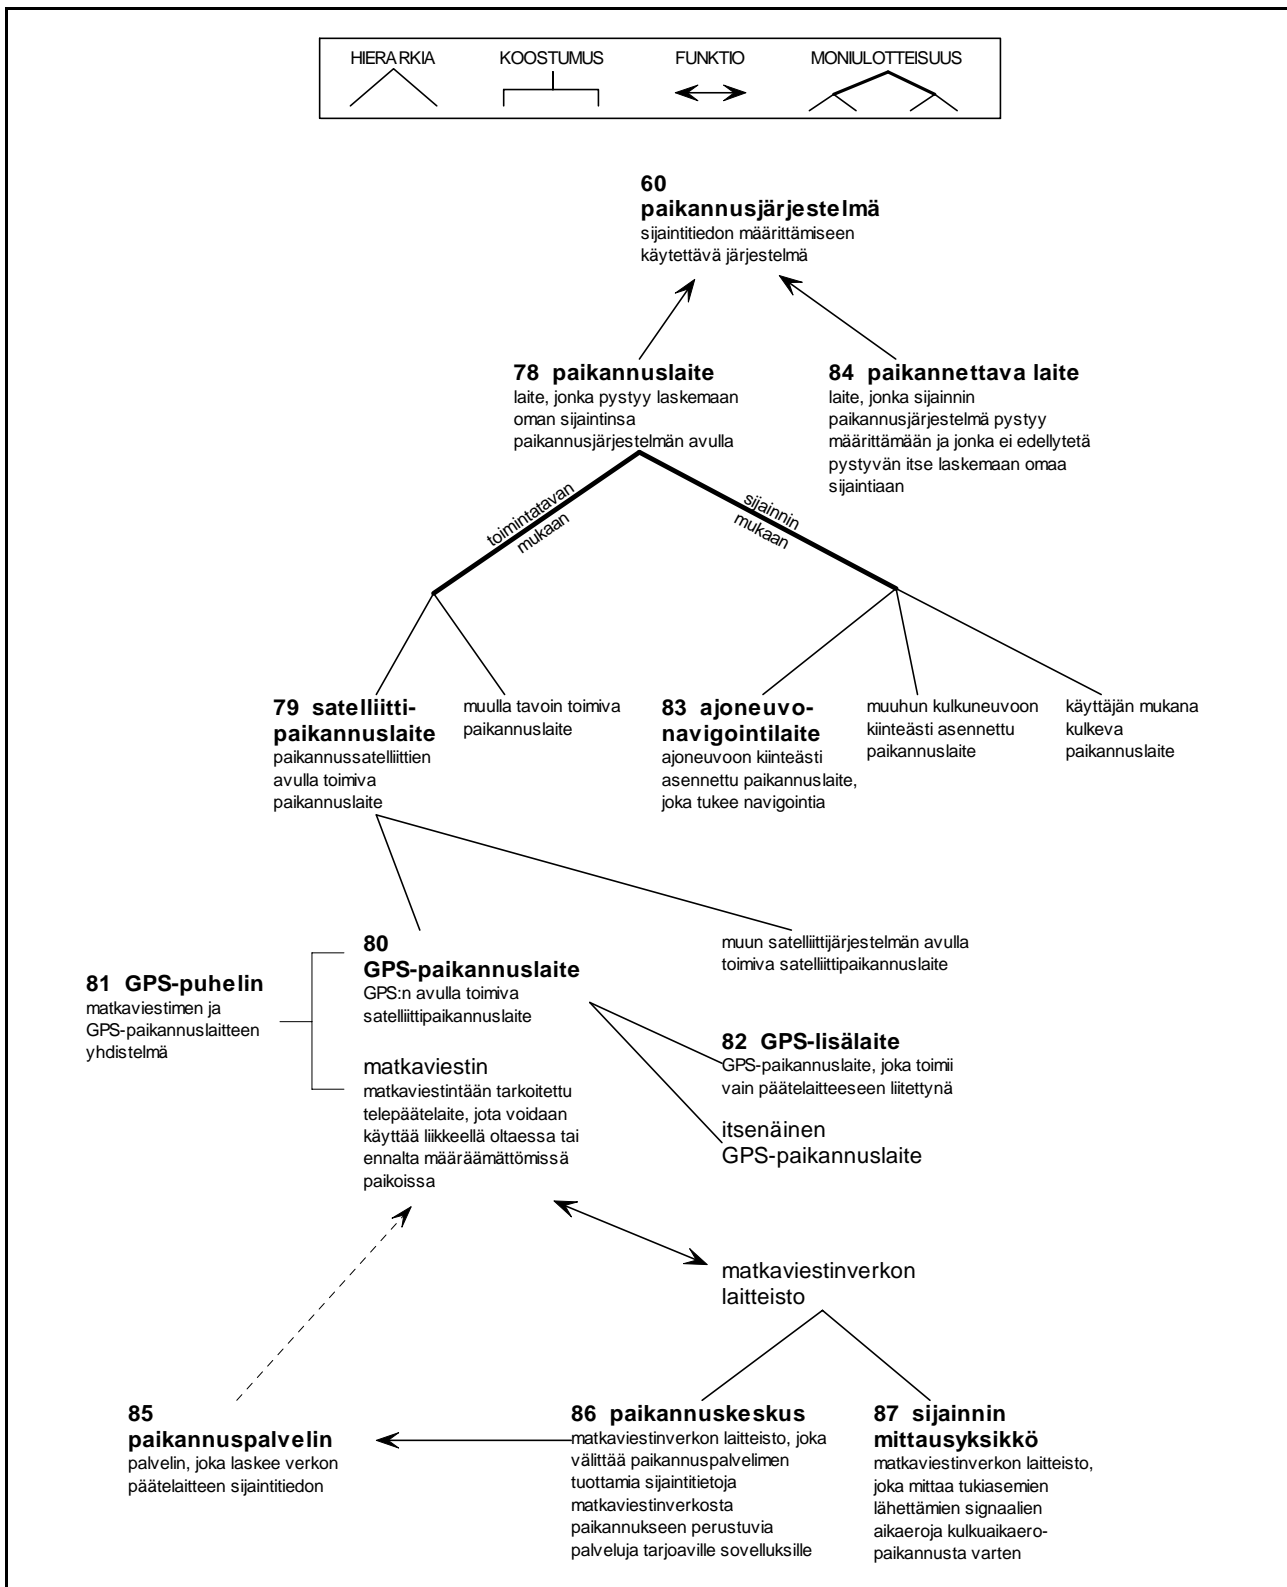 HIERARKIA
KOOSTUMUS
FUNKTIO
MONIULOTTEISUUS
60
paikannusjärjestelmä
sijaintitiedon määrittämiseen
käytettävä järjestelmä
78 paikannuslaite
laite, jonka pystyy laskemaan
oman sijaintinsa
paikannusjärjestelmän avulla
84 paikannettava laite
laite, jonka sijainnin
paikannusjärjestelmä pystyy
määrittämään ja jonka ei edellytetä
pystyvän itse laskemaan omaa
sijaintiaan
toimintatavan
mukaan
sijainnin
mukaan
79 satelliitti-
paikannuslaite
paikannussatelliittien
avulla toimiva
paikannuslaite
muulla tavoin toimiva
paikannuslaite
83 ajoneuvo-
navigointilaite
ajoneuvoon kiinteästi
asennettu paikannuslaite,
joka tukee navigointia
muuhun kulkuneuvoon
kiinteästi asennettu
paikannuslaite
käyttäjän mukana
kulkeva
paikannuslaite
80
GPS-paikannuslaite
GPS:n avulla toimiva
satelliittipaikannuslaite
muun satelliittijärjestelmän avulla
toimiva satelliittipaikannuslaite
81 GPS-puhelin
matkaviestimen ja
GPS-paikannuslaitteen
yhdistelmä
82 GPS-lisälaite
GPS-paikannuslaite, joka toimii
vain päätelaitteeseen liitettynä
matkaviestin
matkaviestintään tarkoitettu
telepäätelaite, jota voidaan
käyttää liikkeellä oltaessa tai
ennalta määräämättömissä
paikoissa
itsenäinen
GPS-paikannuslaite
matkaviestinverkon
laitteisto
85
paikannuspalvelin
palvelin, joka laskee verkon
päätelaitteen sijaintitiedon
86 paikannuskeskus
matkaviestinverkon laitteisto, joka
välittää paikannuspalvelimen
tuottamia sijaintitietoja
matkaviestinverkosta
paikannukseen perustuvia
palveluja tarjoaville sovelluksille
87 sijainnin
mittausyksikkö
matkaviestinverkon laitteisto,
joka mittaa tukiasemien
lähettämien signaalien
aikaeroja kulkuaikaero-
paikannusta varten